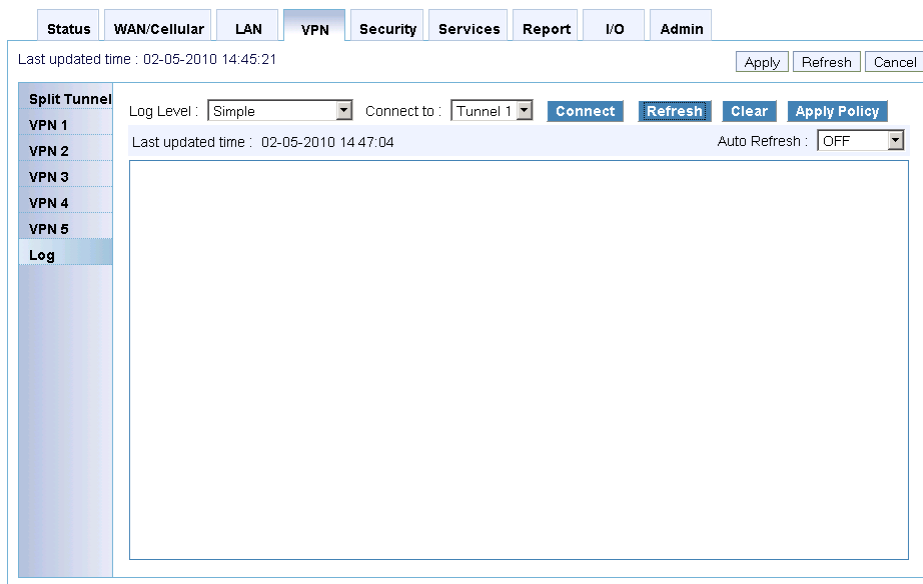 Status WAN/Cellular LAN VPN Security Services Report I/O Admin
Last updated time : 02-05-2010 14:45:21
Apply Refresh Cancel
Split Tunnel
VPN 1
VPN 2
VPN 3
VPN 4
VPN 5
Log
Log Level : Simple Connect to : Tunnel 1 Connect Refresh Clear Apply Policy
Last updated time : 02-05-2010 14 47:04 Auto Refresh : OFF